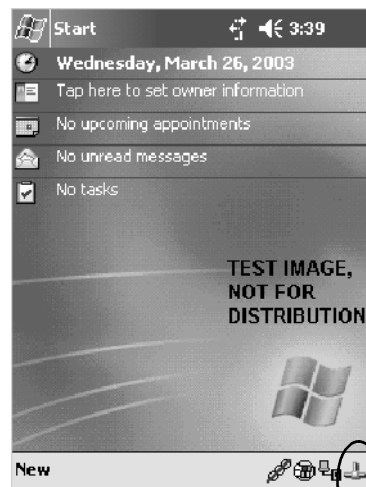 Start 3:39
Wednesday, March 26, 2003
Tap here to set owner information
No upcoming appointments
No unread messages
No tasks
TEST IMAGE,
NOT FOR
DISTRIBUTION
New